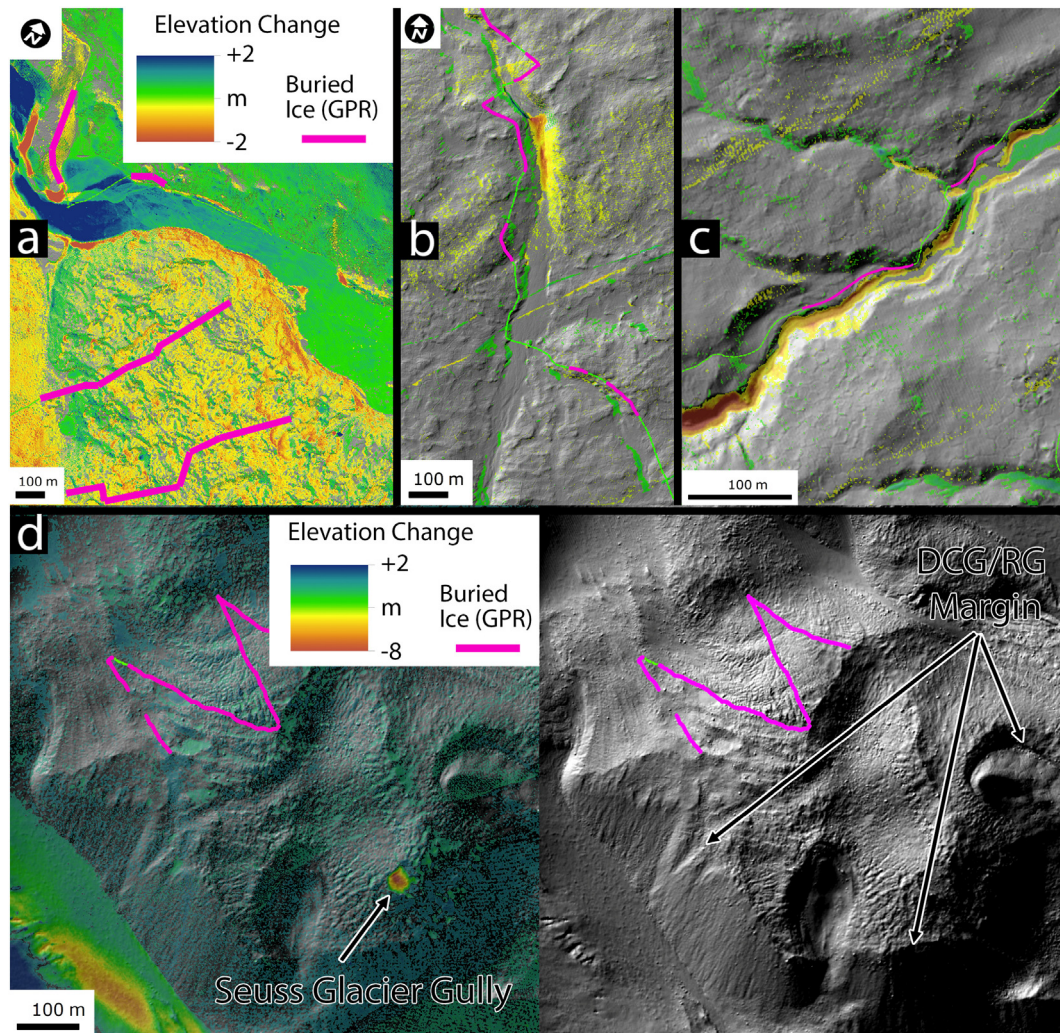 N
Elevation Change
+2
m
-2
Buried
Ice (GPR)
a
100 m
N
b
100 m
c
100 m
d
Elevation Change
+2
m
-8
Buried
Ice (GPR)
Seuss Glacier Gully
100 m
DCG/RG
Margin